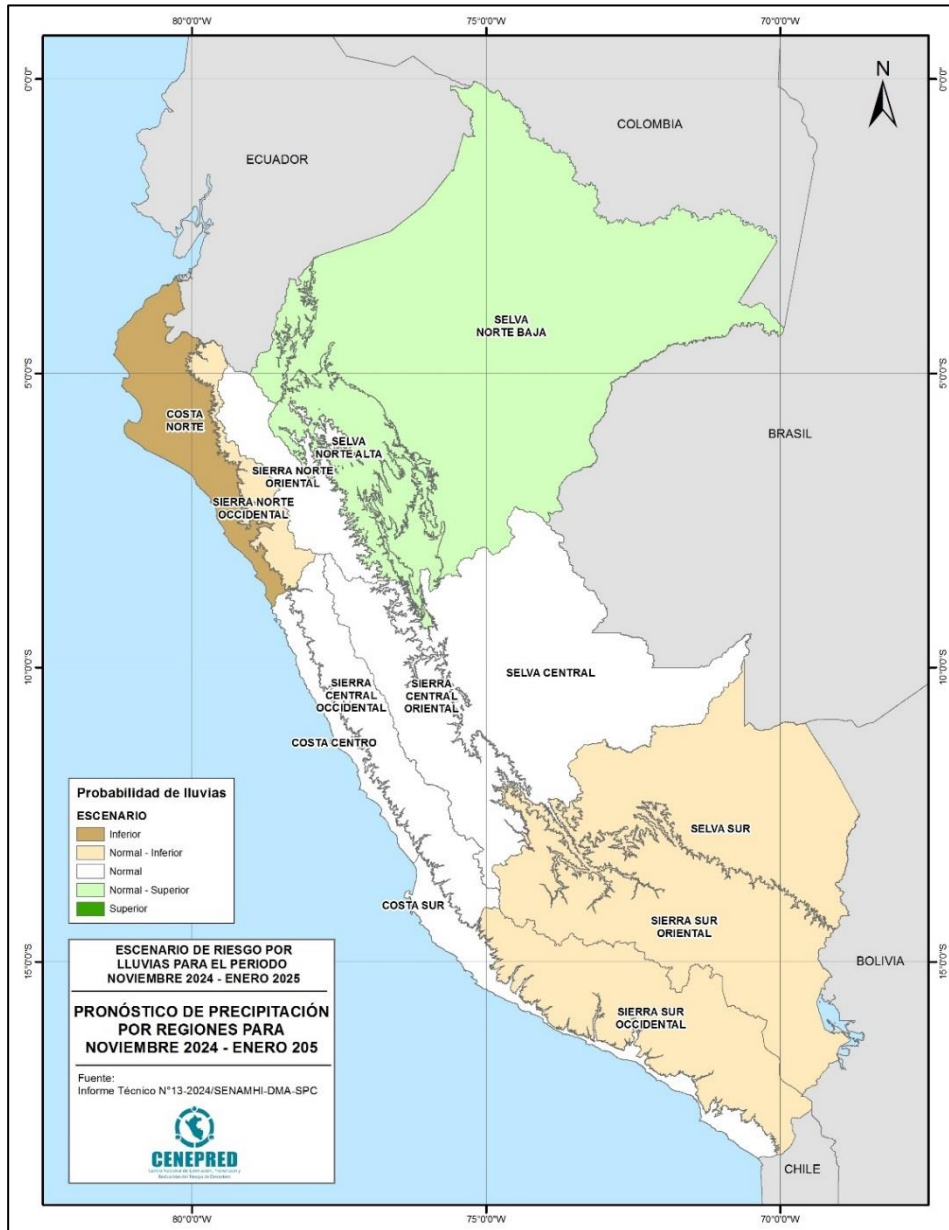 80°0'0"W
75°0'0"W
70°0'0"W
0°0'0"
0°0'0"
N
COLOMBIA
ECUADOR
SELVA
NORTE BAJA
5°0'0"S
5°0'0"S
COSTA
NORTE
BRASIL
SELVA
NORTE ALTA
SIERRA NORTE
ORIENTAL
SIERRA NORTE
OCCIDENTAL
10°0'0"S
10°0'0"S
SELVA CENTRAL
SIERRA
CENTRAL
OCCIDENTAL
SIERRA
CENTRAL
ORIENTAL
COSTA CENTRO
Probabilidad de lluvias
ESCENARIO
Inferior
Normal - Inferior
Normal
Normal - Superior
Superior
SELVA SUR
COSTA SUR
SIERRA SUR
ORIENTAL
BOLIVIA
15°0'0"S
15°0'0"S
SIERRA SUR
OCCIDENTAL
ESCENARIO DE RIESGO POR
LLUVIAS PARA EL PERIODO
NOVIEMBRE 2024 - ENERO 2025
PRONÓSTICO DE PRECIPITACIÓN
POR REGIONES PARA
NOVIEMBRE 2024 - ENERO 205
Fuente:
Informe Técnico N°13-2024/SENAMHI-DMA-SPC
CENEPRED
CHILE
80°0'0"W
75°0'0"W
70°0'0"W